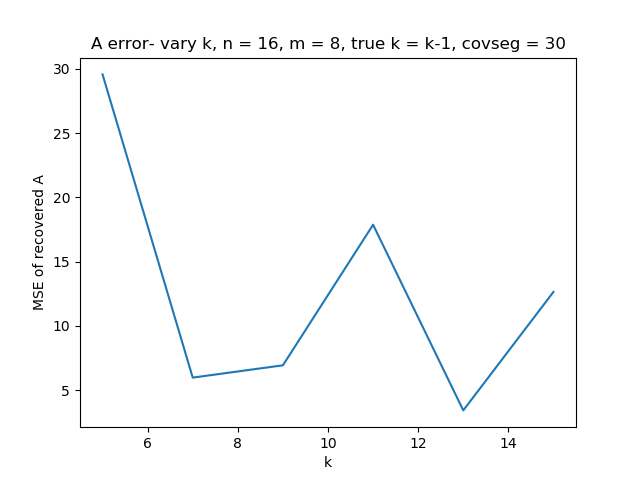 A error- vary k, n = 16, m = 8, true k = k-1, covseg = 30
MSE of recovered A
30
25
20
15
10
5
6 8 10 12 14
k